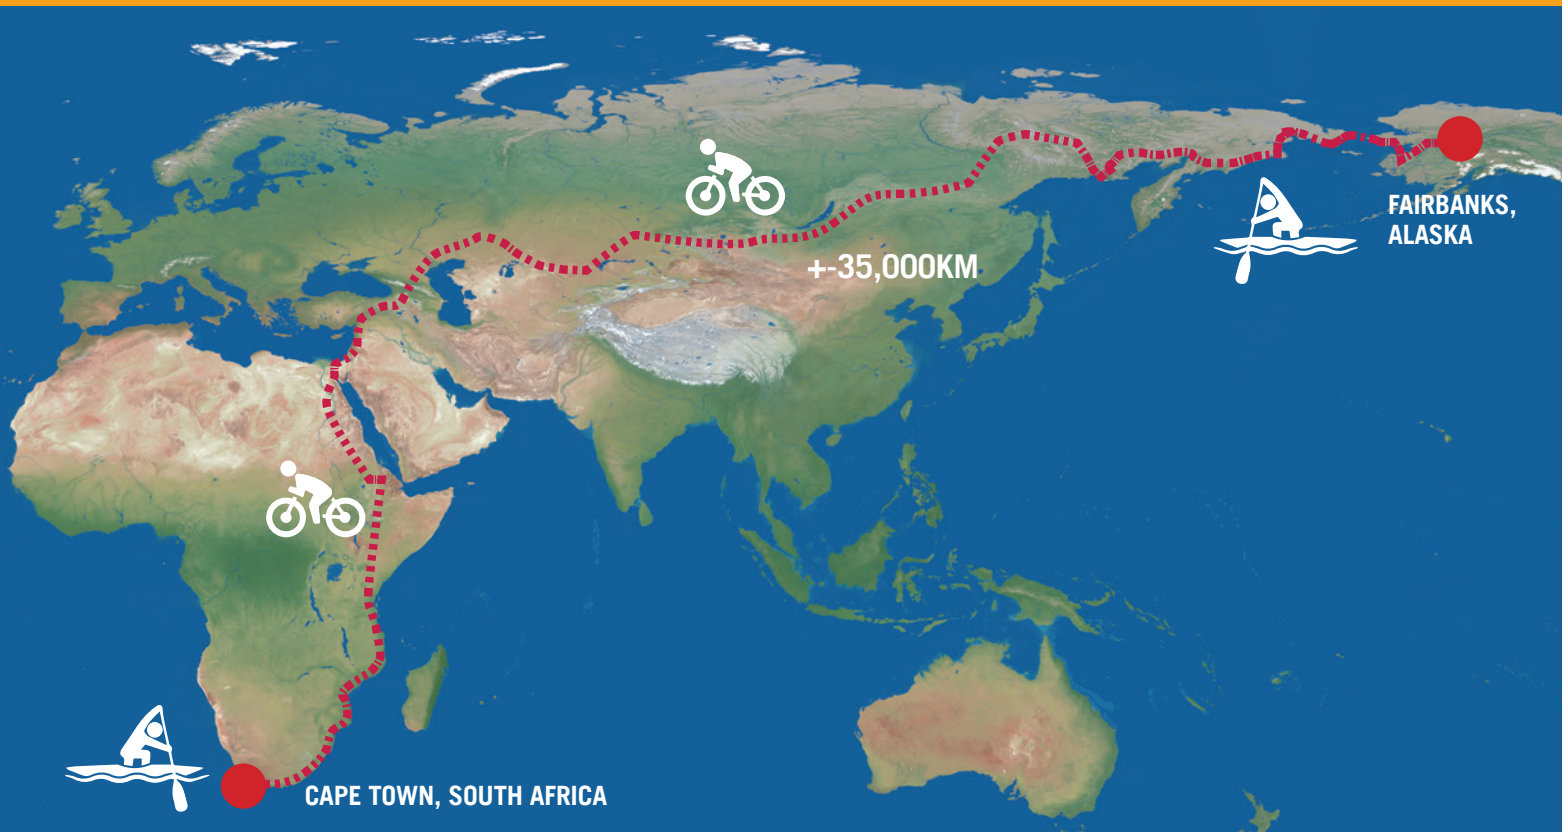 FAIRBANKS,
ALASKA
+-35,000KM
CAPE TOWN, SOUTH AFRICA